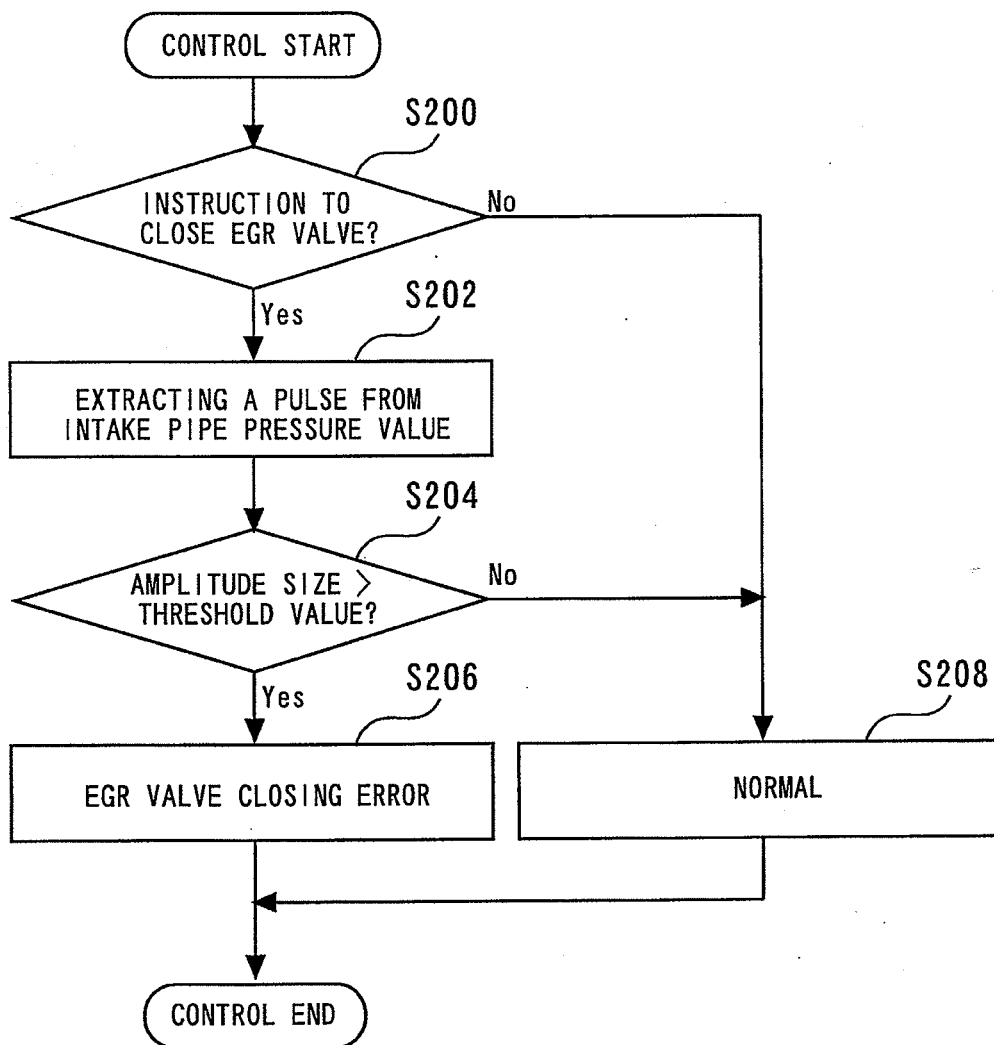 CONTROL START
S200
INSTRUCTION TO
CLOSE EGR VALVE?
No
Yes
S202
EXTRACTING A PULSE FROM
INTAKE PIPE PRESSURE VALUE
S204
AMPLITUDE SIZE >
THRESHOLD VALUE?
No
Yes
S206
EGR VALVE CLOSING ERROR
S208
NORMAL
CONTROL END